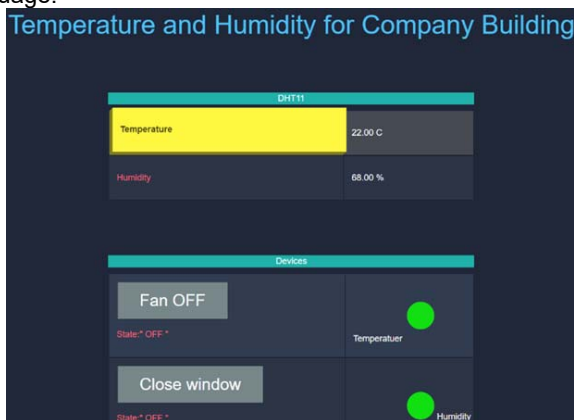 uage.
Temperature and Humidity for Company Building
DHT11
Temperature 22.00 C
Humidity 68.00 %
Devices
Fan OFF
State:" OFF "
Temperatuer
Close window
State:" OFF "
Humidity